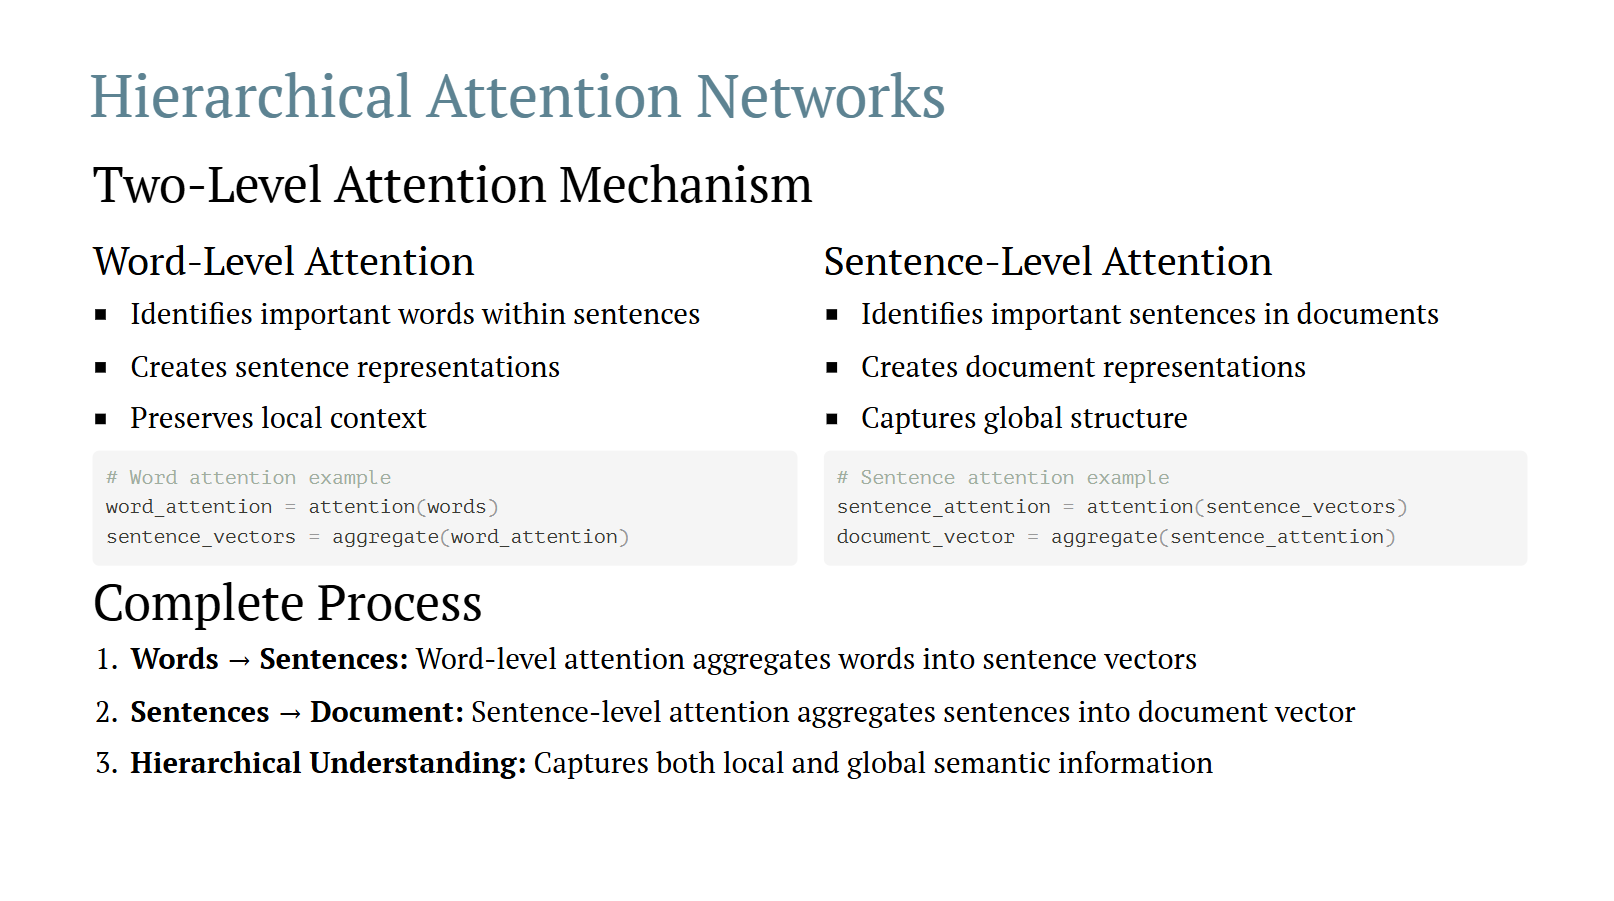 Hierarchical Attention Networks
Two-Level Attention Mechanism
Word-Level Attention
▪ Identifies important words within sentences
▪ Creates sentence representations
▪ Preserves local context
# Word attention example
word_attention = attention(words)
sentence_vectors = aggregate(word_attention)
Sentence-Level Attention
▪ Identifies important sentences in documents
▪ Creates document representations
▪ Captures global structure
# Sentence attention example
sentence_attention = attention(sentence_vectors)
document_vector = aggregate(sentence_attention)
Complete Process
1. Words → Sentences: Word-level attention aggregates words into sentence vectors
2. Sentences → Document: Sentence-level attention aggregates sentences into document vector
3. Hierarchical Understanding: Captures both local and global semantic information